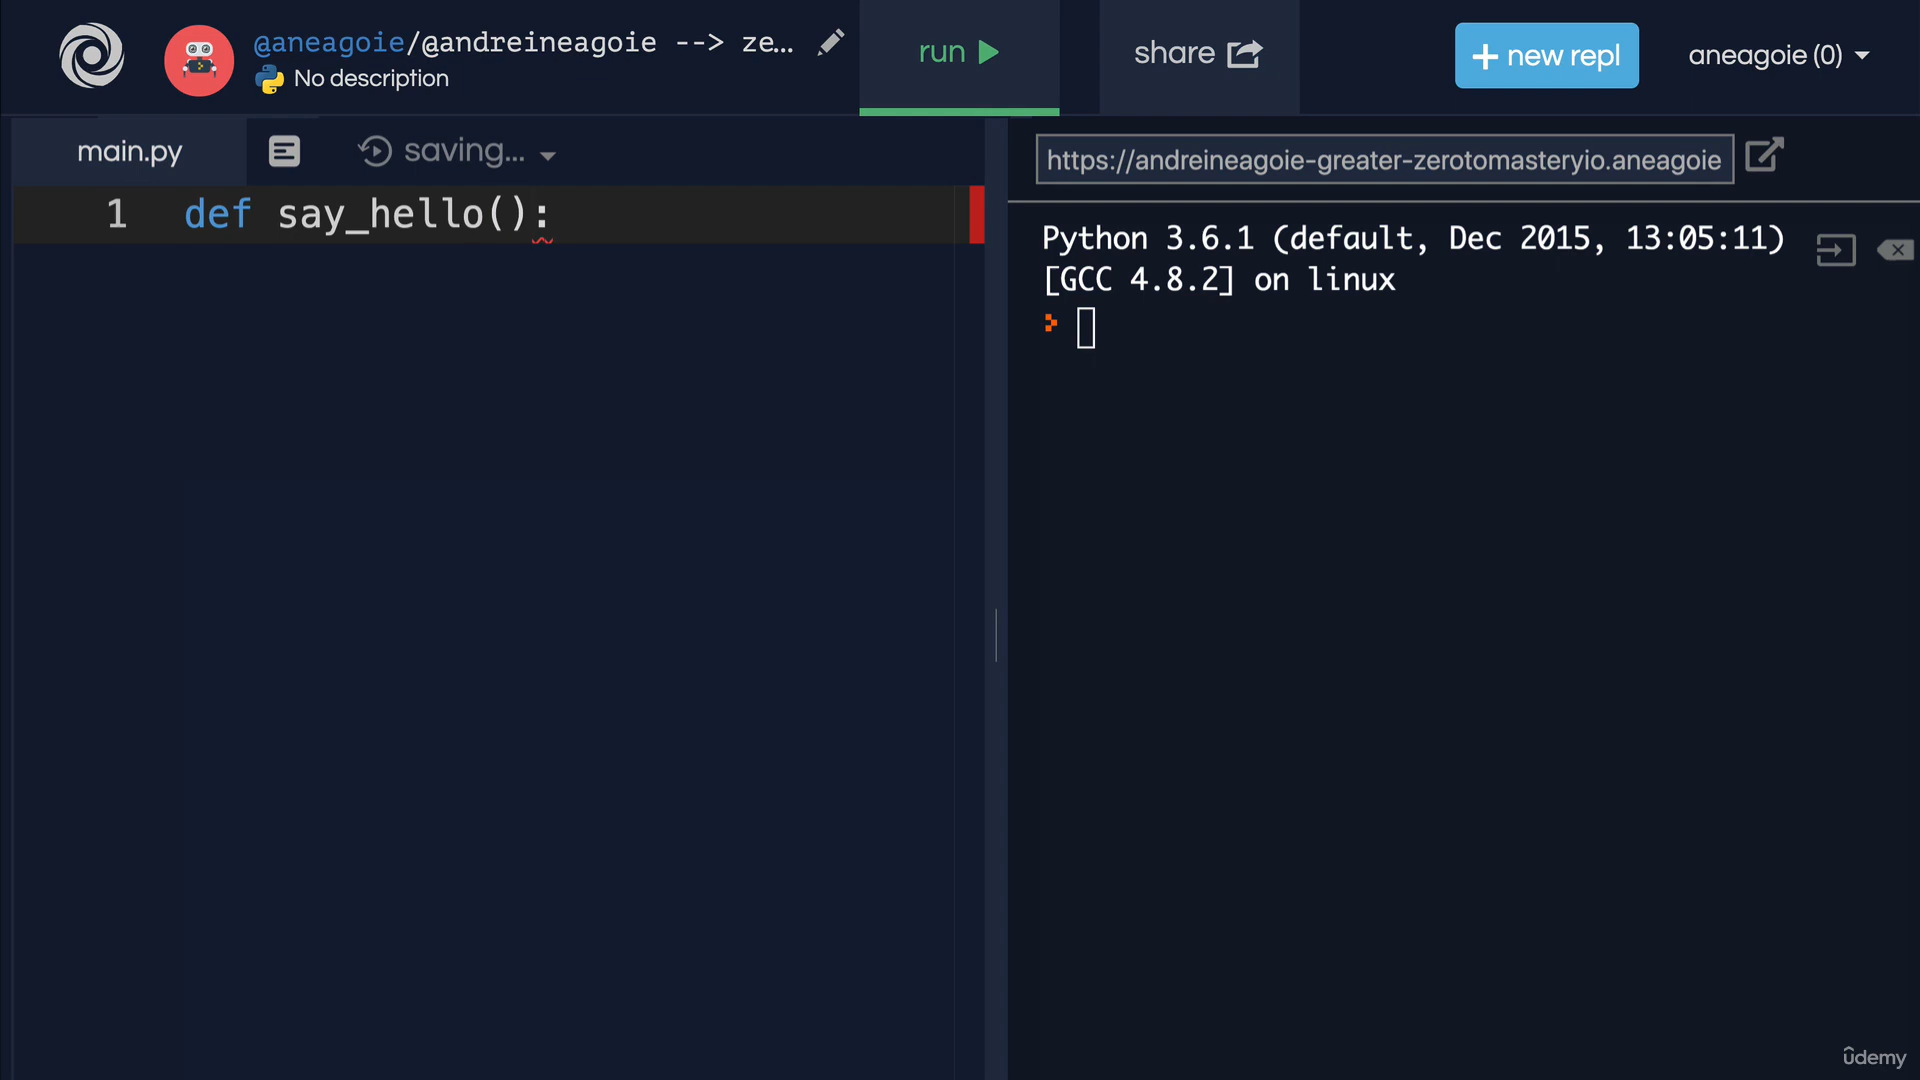 @aneagoie/@andreineagoie --> ze...
No description
run
share
+ new repl
aneagoie (0)
main.py
saving...
https://andreineagoie-greater-zerotomasteryio.aneagoie
1 def say_hello():
Python 3.6.1 (default, Dec 2015, 13:05:11)
[GCC 4.8.2] on linux
udemy